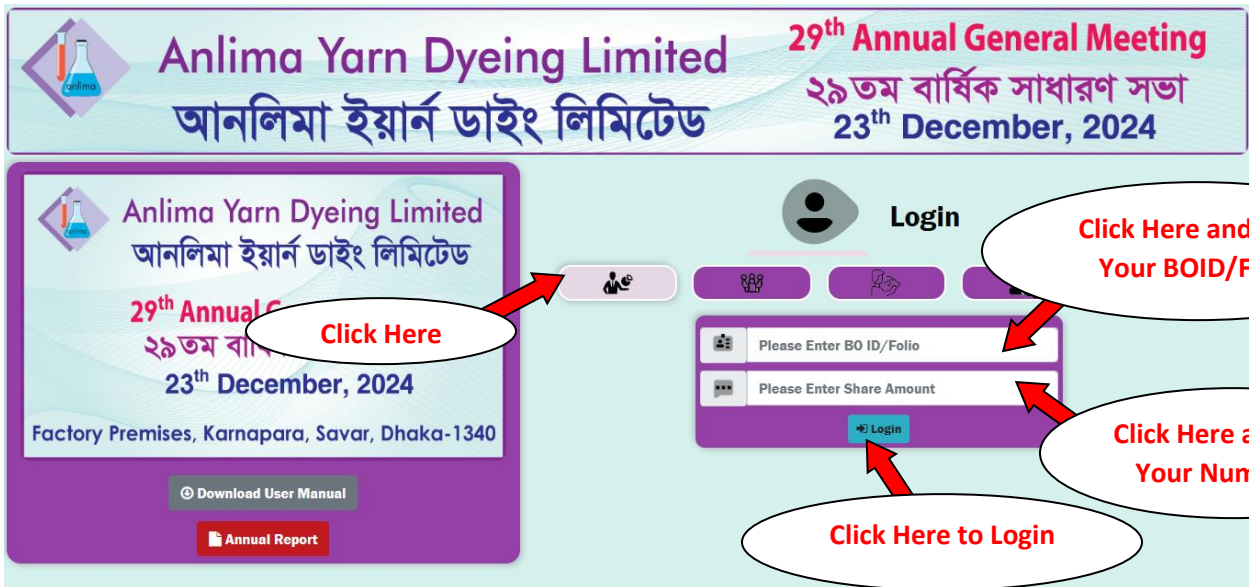 anlima
Anlima Yarn Dyeing Limited
আনলিমা ইয়ার্ন ডাইং লিমিটেড
29th Annual General Meeting
২৯তম বার্ষিক সাধারণ সভা
23th December, 2024
anlima
Anlima Yarn Dyeing Limited
আনলিমা ইয়ার্ন ডাইং লিমিটেড
29th Annual
২৯তম
23th December, 2024
Factory Premises, Karnapara, Savar, Dhaka-1340
Download User Manual
Annual Report
Click Here
Login
Click Here and
Your BOID/F
Please Enter BO ID/Folio
Please Enter Share Amount
Login
Click Here
Your Num
Click Here to Login